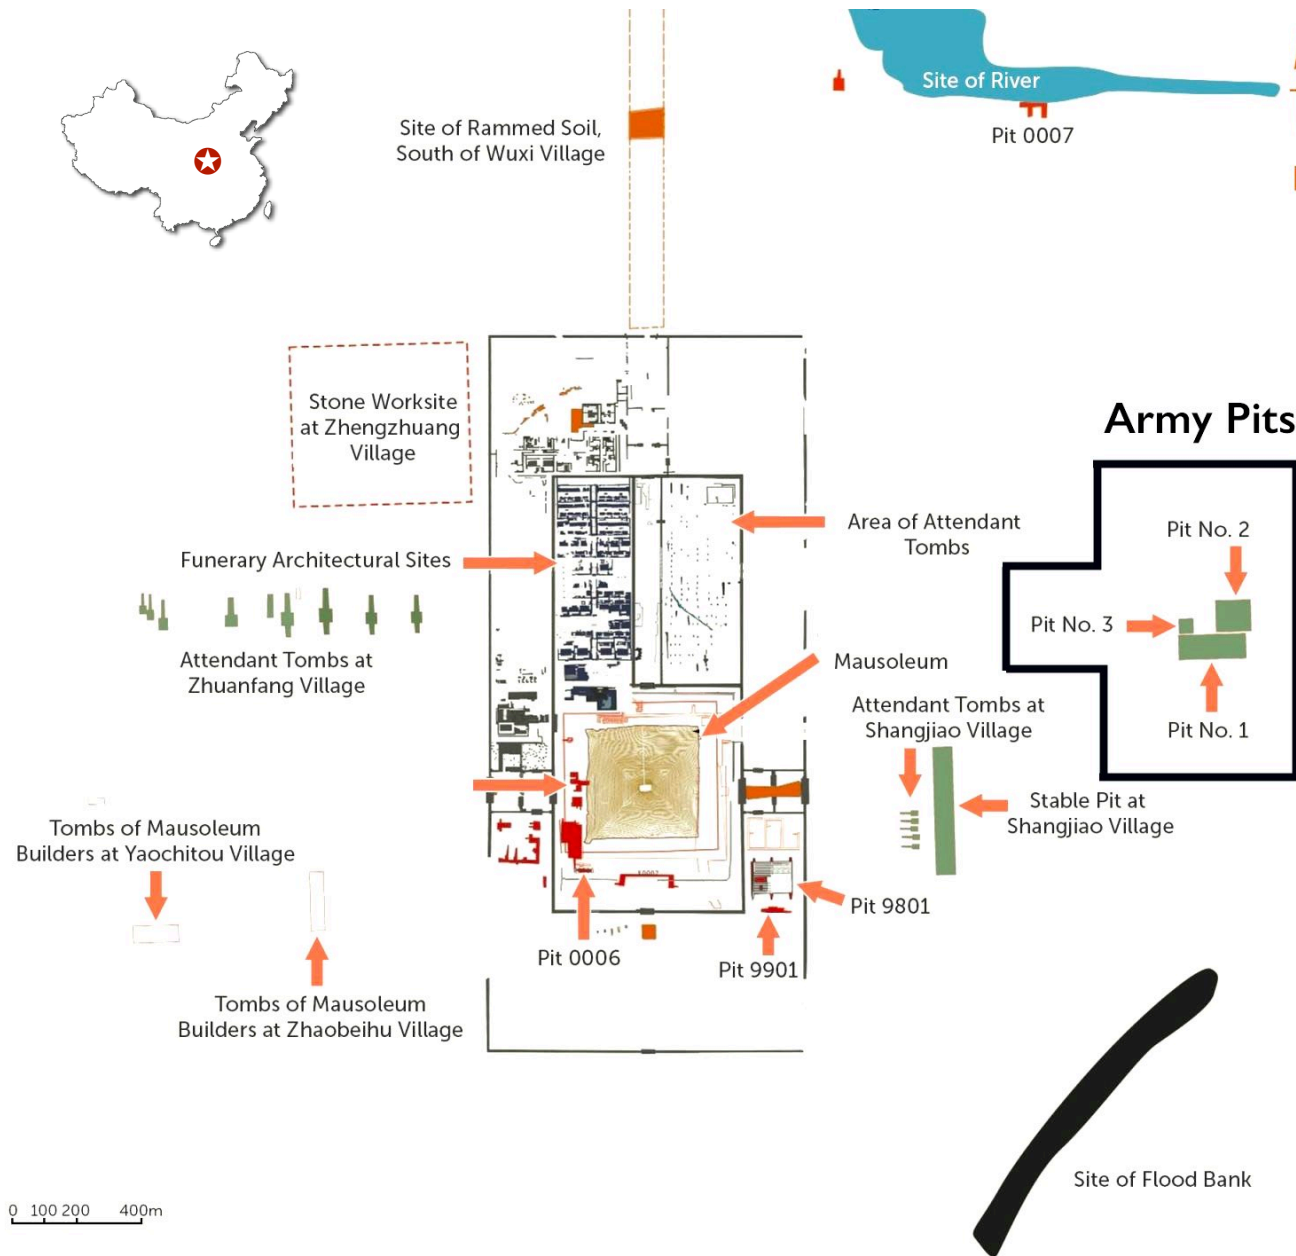 Site of River
Pit 0007
Site of Rammed Soil,
South of Wuxi Village
Stone Worksite
at Zhengzhuang
Village
Army Pits
Pit No. 2
Area of Attendant
Tombs
Funerary Architectural Sites
Pit No. 3
Attendant Tombs at
Zhuanfang Village
Mausoleum
Attendant Tombs at
Shangjiao Village
Pit No. 1
Stable Pit at
Shangjiao Village
Tombs of Mausoleum
Builders at Yaochitou Village
Pit 9801
Pit 0006
Pit 9901
Tombs of Mausoleum
Builders at Zhaobeihu Village
Site of Flood Bank
0 100 200 400m